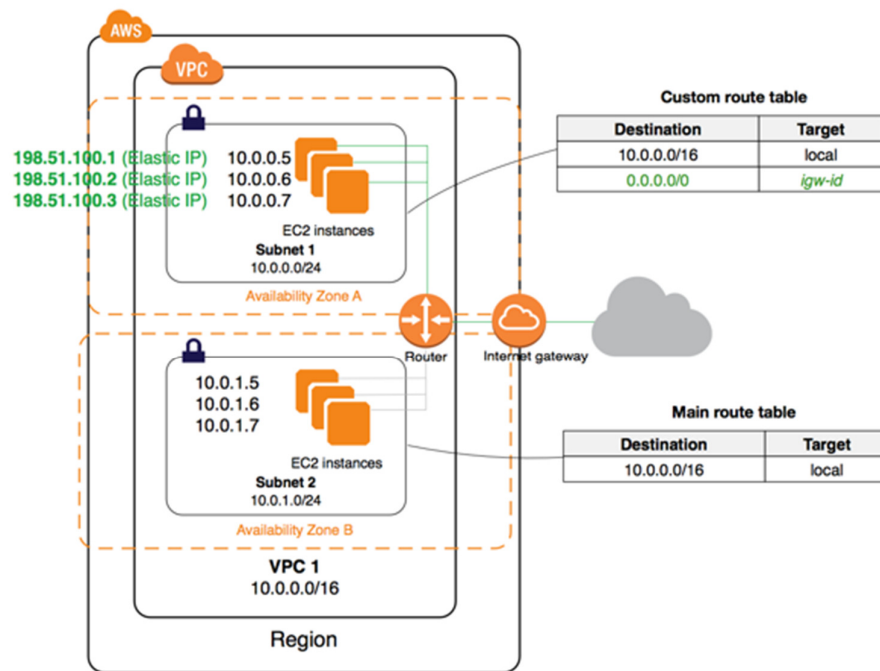 AWS
VPC
198.51.100.1 (Elastic IP)
198.51.100.2 (Elastic IP)
198.51.100.3 (Elastic IP)
10.0.0.5
10.0.0.6
10.0.0.7
EC2 instances
Subnet 1
10.0.0.0/24
Availability Zone A
Custom route table
Destination Target
10.0.0.0/16 local
0.0.0.0/0 igw-id
Router
Internet gateway
10.0.1.5
10.0.1.6
10.0.1.7
EC2 instances
Subnet 2
10.0.1.0/24
Availability Zone B
Main route table
Destination Target
10.0.0.0/16 local
VPC 1
10.0.0.0/16
Region